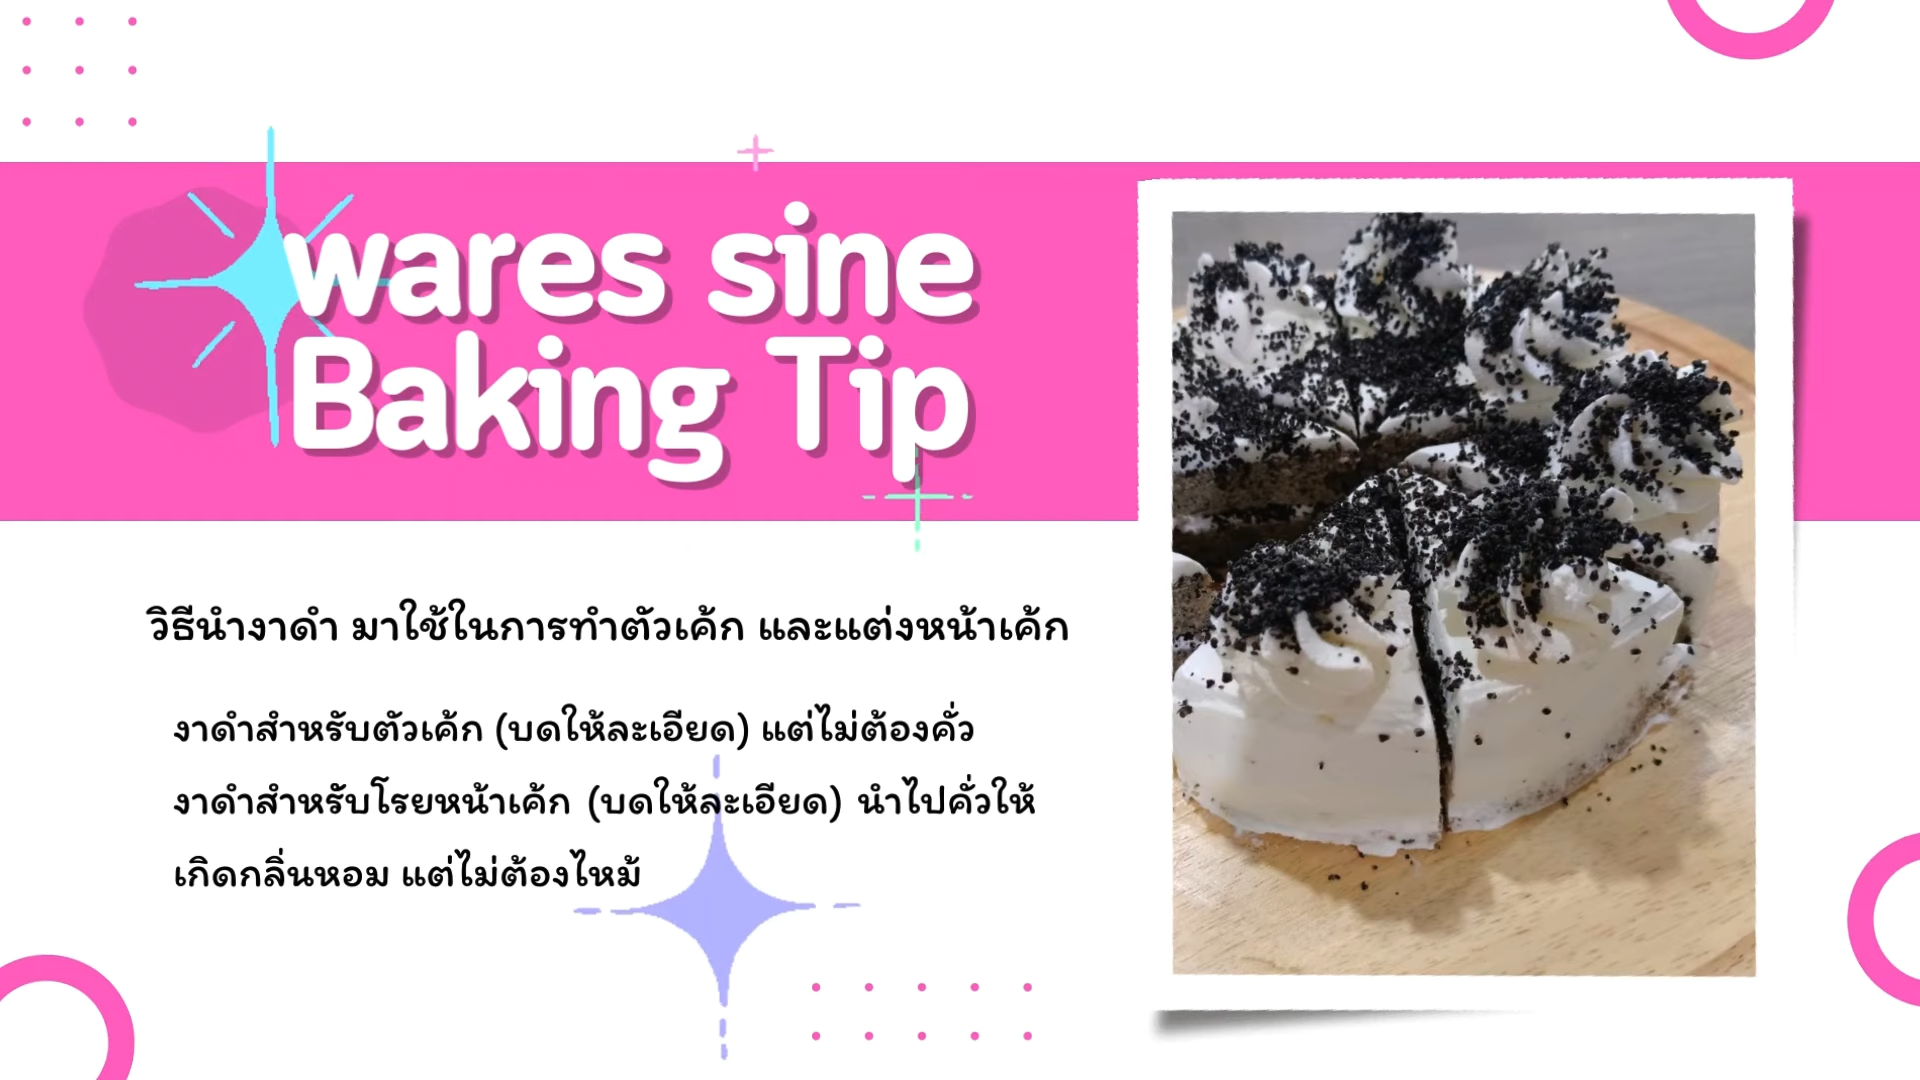 wares sine
Baking Tip
วิธีนำงาดำ มาใช้ในการทำตัวเค้ก และแต่งหน้าเค้ก
งาดำสำหรับตัวเค้ก (บดให้ละเอียด) แต่ไม่ต้องคั่ว
งาดำสำหรับโรยหน้าเค้ก (บดให้ละเอียด) นำไปคั่วให้
เกิดกลิ่นหอม แต่ไม่ต้องไหม้